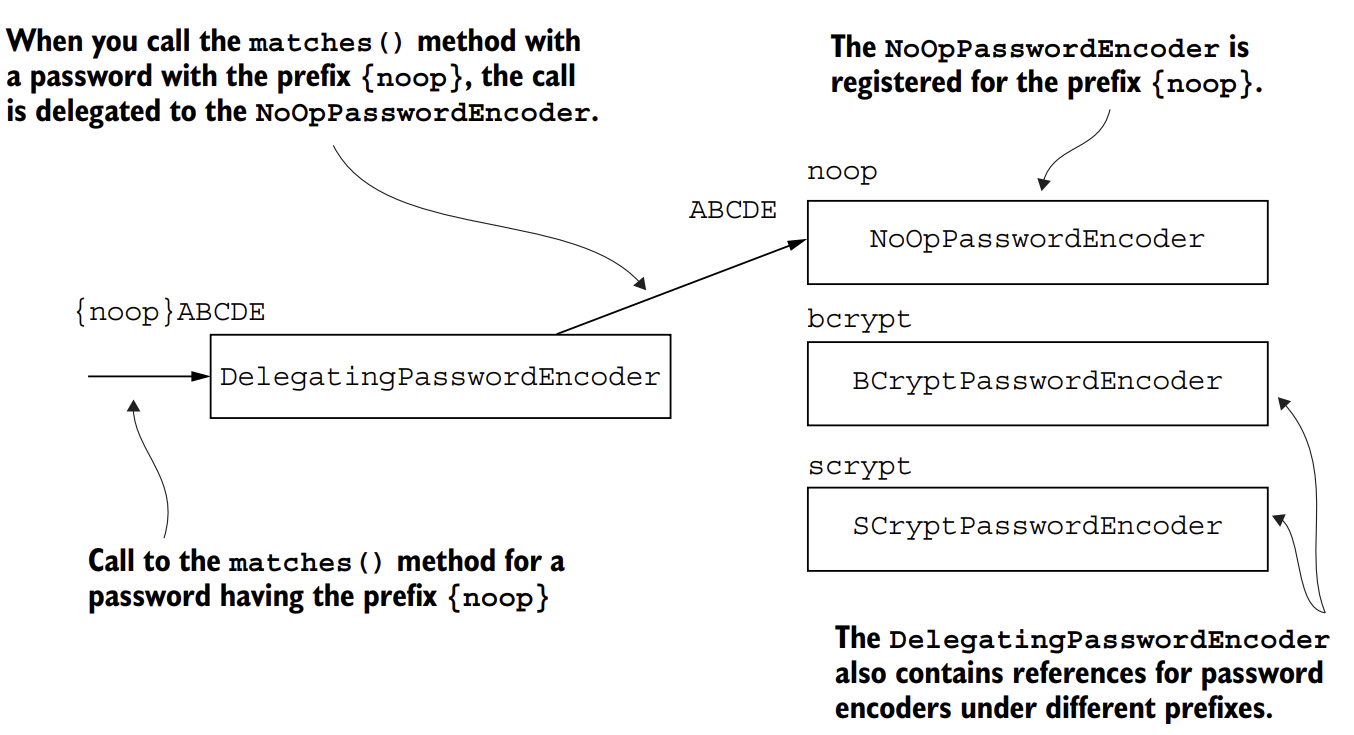 When you call the matches() method with
a password with the prefix {noop}, the call
is delegated to the NoOpPasswordEncoder.
The NoOpPasswordEncoder is
registered for the prefix {noop}.
noop
ABCDE
NoOpPasswordEncoder
{noop}ABCDE
DelegatingPasswordEncoder
bcrypt
BCryptPasswordEncoder
scrypt
SCryptPasswordEncoder
Call to the matches() method for a
password having the prefix {noop}
The DelegatingPasswordEncoder
also contains references for password
encoders under different prefixes.